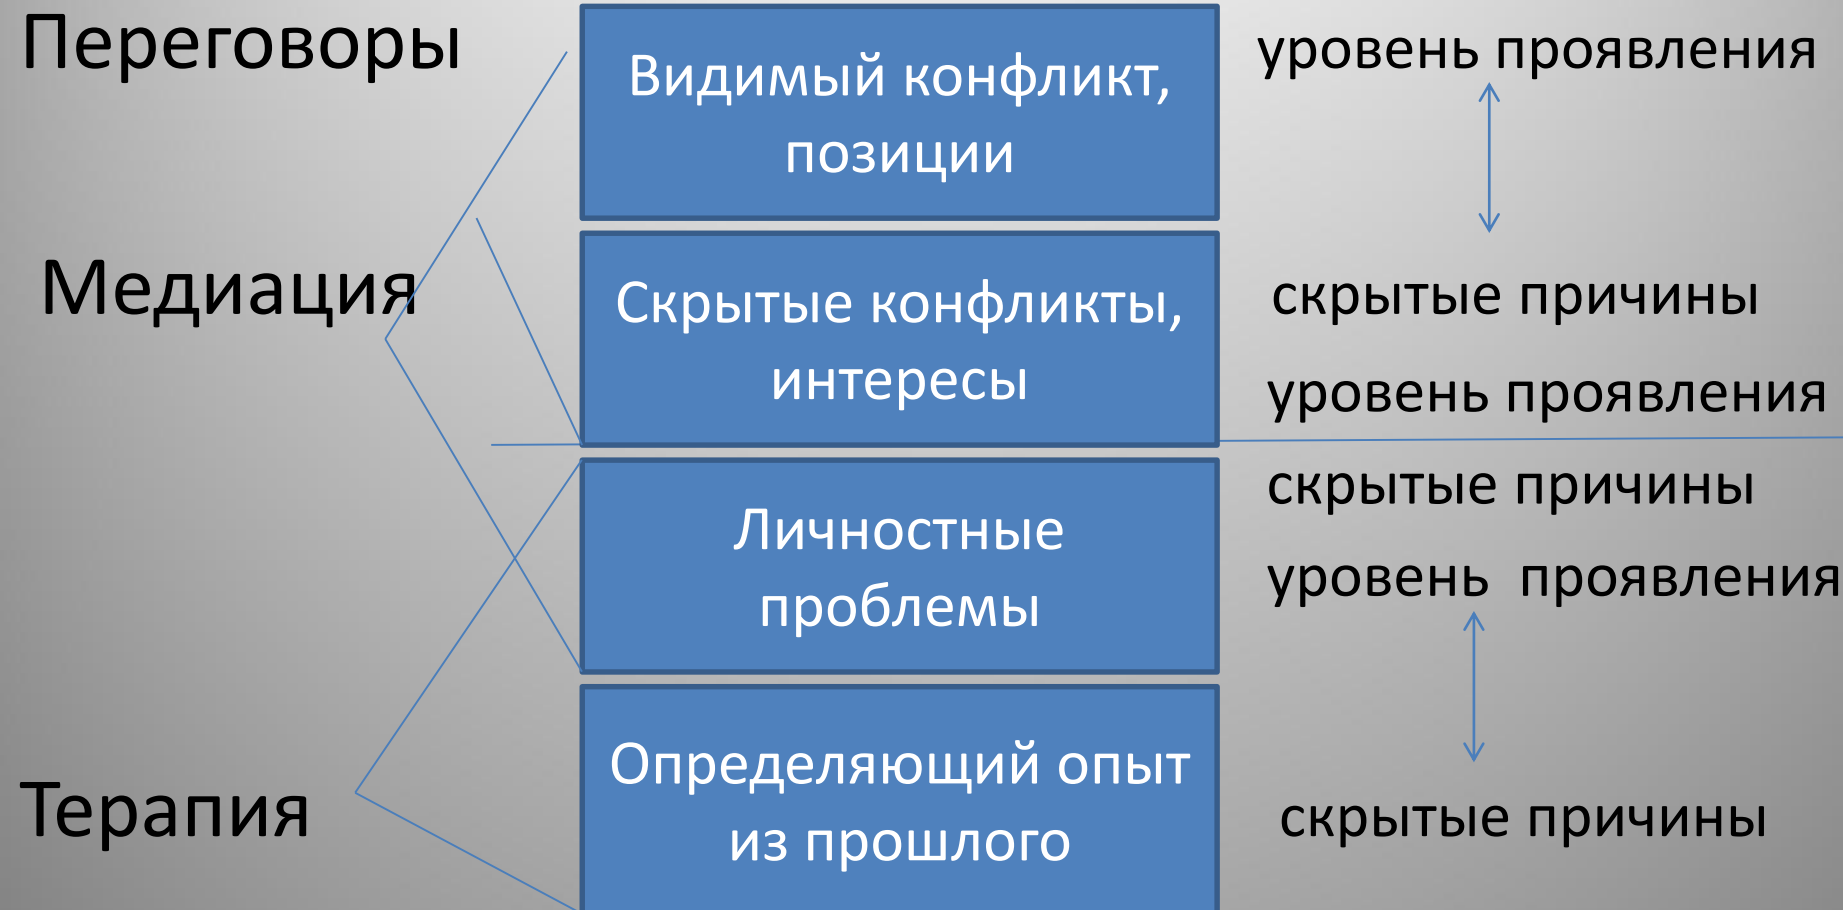 Переговоры
Видимый конфликт,
позиции
уровень проявления
Медиация
Скрытые конфликты,
интересы
скрытые причины
уровень проявления
Личностные
проблемы
скрытые причины
уровень проявления
Терапия
Определяющий опыт
из прошлого
скрытые причины